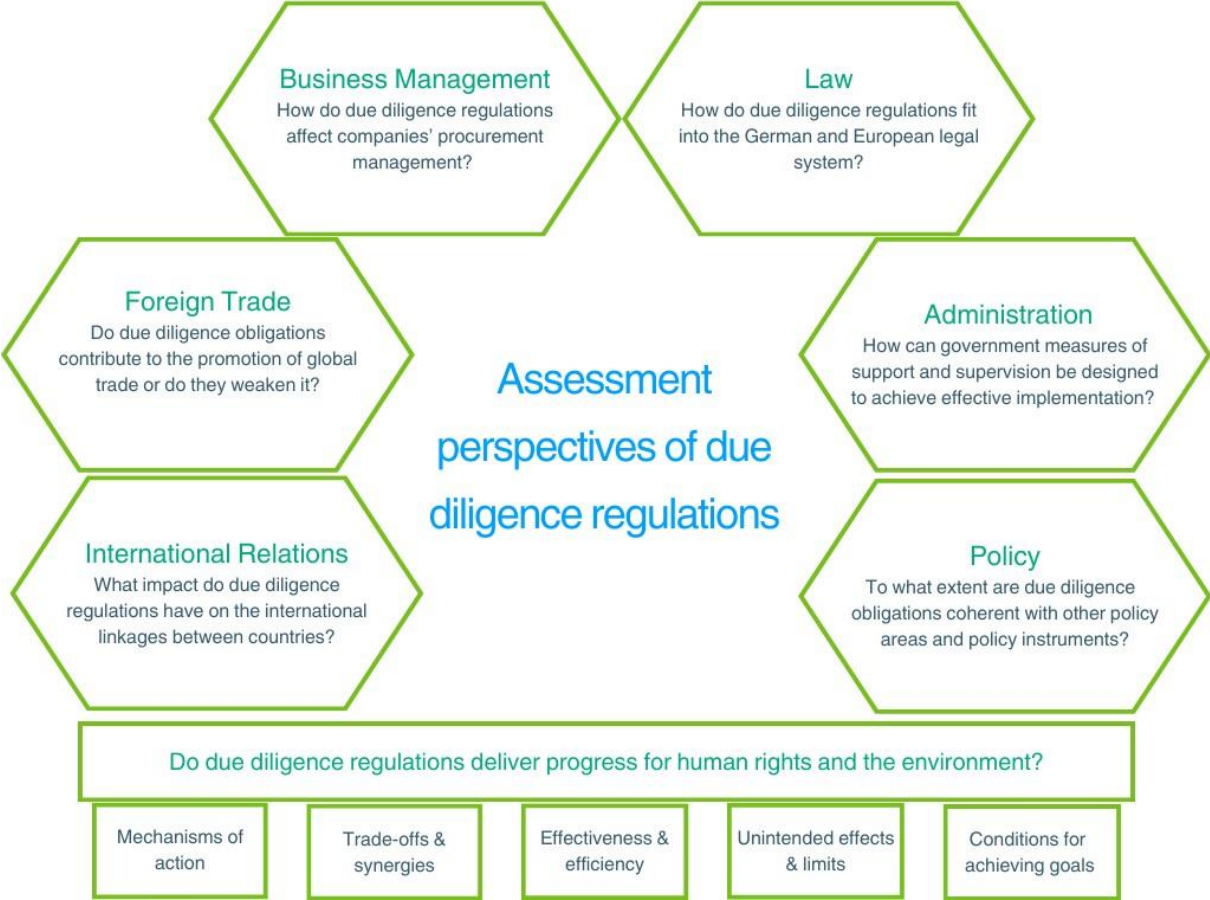 Business Management
How do due diligence regulations
affect companies' procurement
management?
Law
How do due diligence regulations fit
into the German and European legal
system?
Foreign Trade
Do due diligence obligations
contribute to the promotion of global
trade or do they weaken it?
Administration
How can government measures of
support and supervision be designed
to achieve effective implementation?
Assessment
perspectives of due
diligence regulations
International Relations
What impact do due diligence
regulations have on the international
linkages between countries?
Policy
To what extent are due diligence
obligations coherent with other policy
areas and policy instruments?
Do due diligence regulations deliver progress for human rights and the environment?
Mechanisms of
action
Trade-offs &
synergies
Effectiveness &
efficiency
Unintended effects
& limits
Conditions for
achieving goals